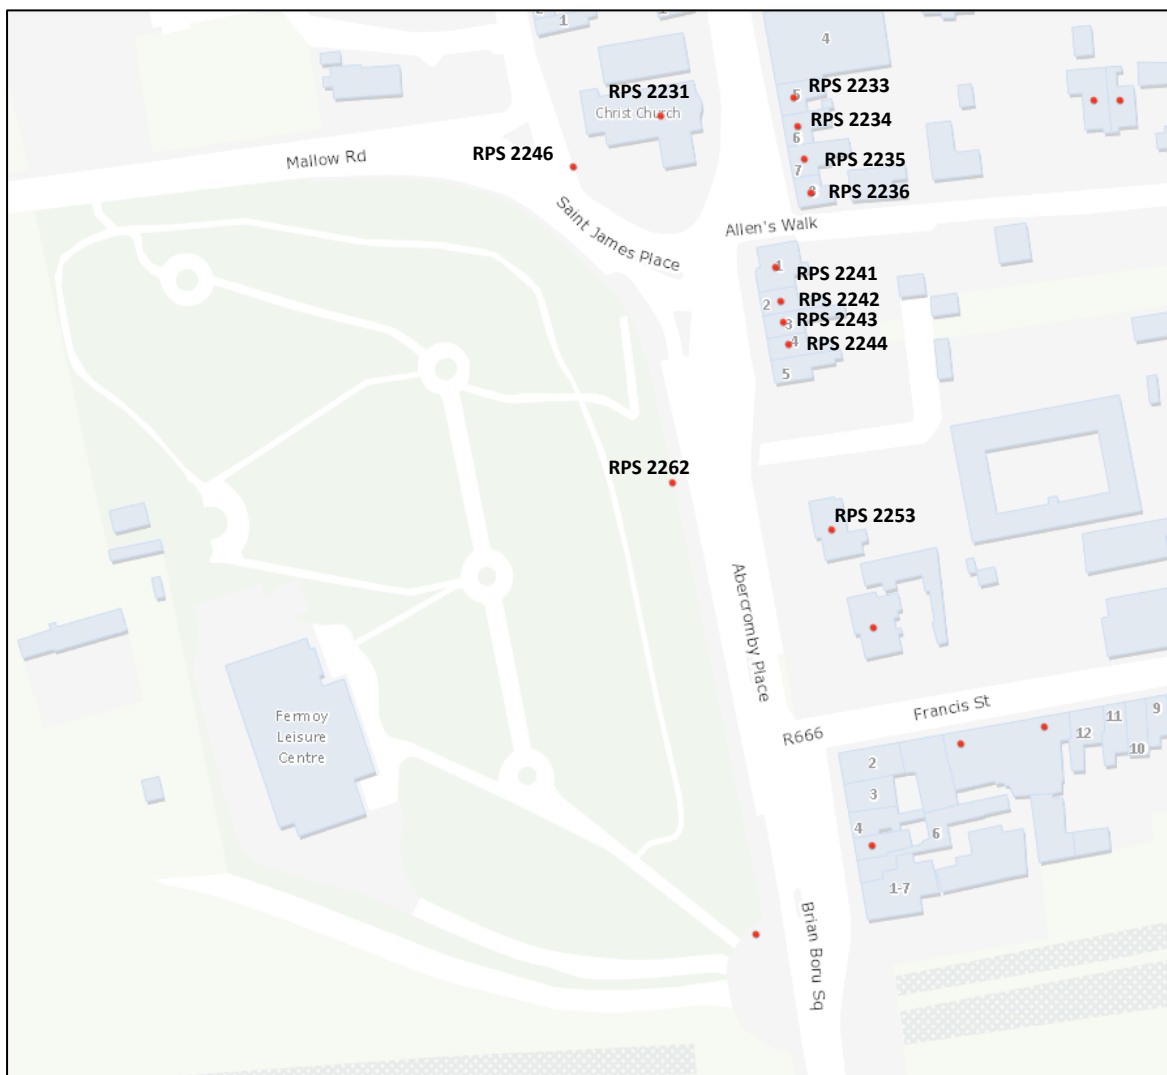 1
4
RPS 2231
Christ Church
5
RPS 2233
RPS 2234
6
RPS 2235
7
RPS 2236
8
RPS 2246
Mallow Rd
Saint James Place
Allen's Walk
1
RPS 2241
2
RPS 2242
3
RPS 2243
4
RPS 2244
5
RPS 2262
RPS 2253
Abercromby Place
Francis St
R666
Fermoy
Leisure
Centre
2
3
4
6
1-7
12
11
10
9
Brian Boru Sq